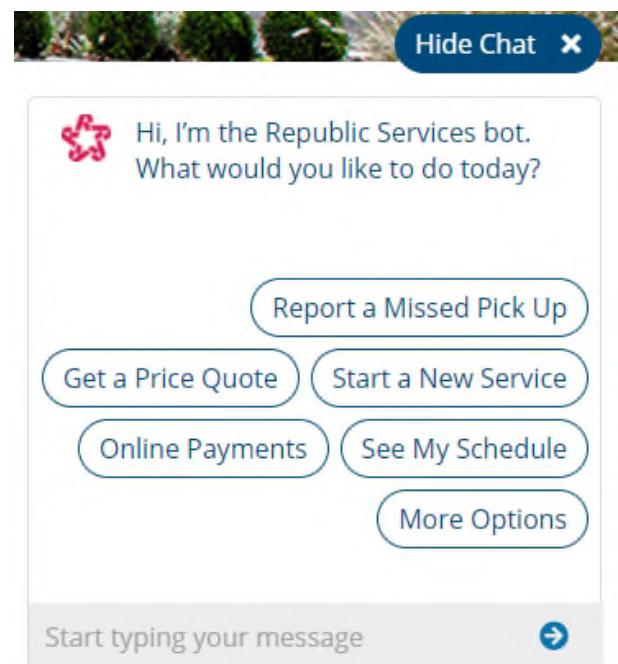 Hide Chat ×
Hi, I'm the Republic Services bot.
What would you like to do today?
Report a Missed Pick Up
Get a Price Quote
Start a New Service
Online Payments
See My Schedule
More Options
Start typing your message